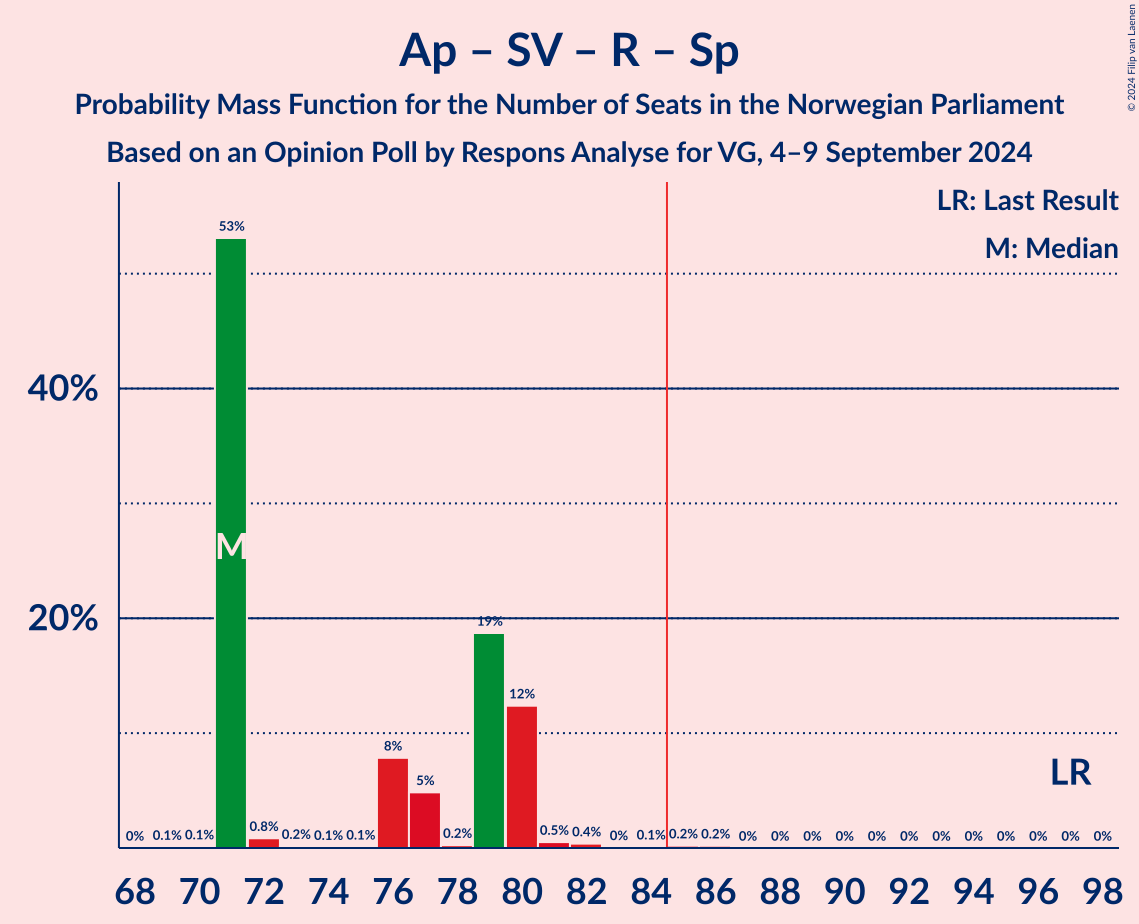 Ap – SV – R – Sp
Probability Mass Function for the Number of Seats in the Norwegian Parliament
Based on an Opinion Poll by Respons Analyse for VG, 4–9 September 2024
© 2024 Filip van Laenen
LR: Last Result
M: Median
53%
40%
M
20%
19%
12%
8%
5%
LR
0% 0.1% 0.1% 0.8% 0.2% 0.1% 0.1% 0.2% 0.5% 0.4% 0% 0.1% 0.2% 0.2% 0% 0% 0% 0% 0% 0% 0% 0% 0% 0% 0% 0%
68 70 72 74 76 78 80 82 84 86 88 90 92 94 96 98